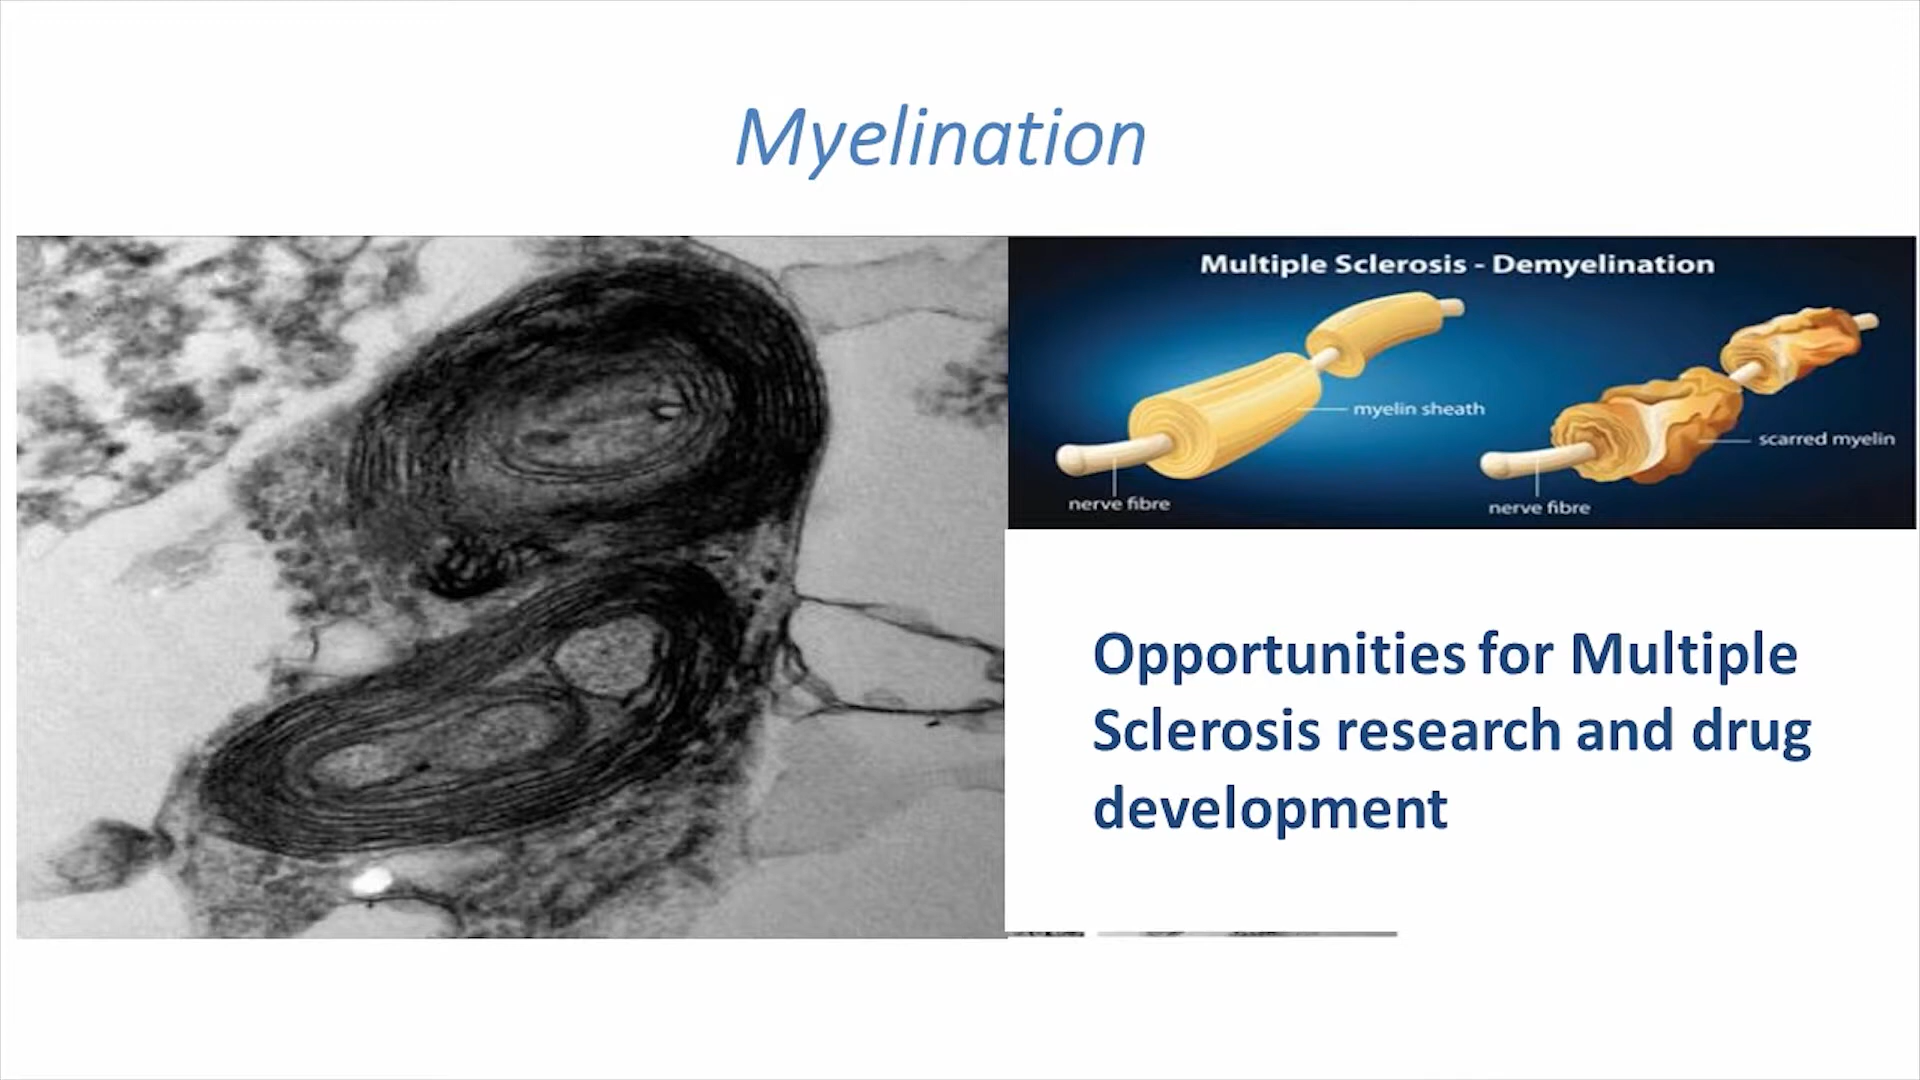 Myelination
Multiple Sclerosis - Demyelination
myelin sheath
scarred myelin
nerve fibre
nerve fibre
Opportunities for Multiple
Sclerosis research and drug
development